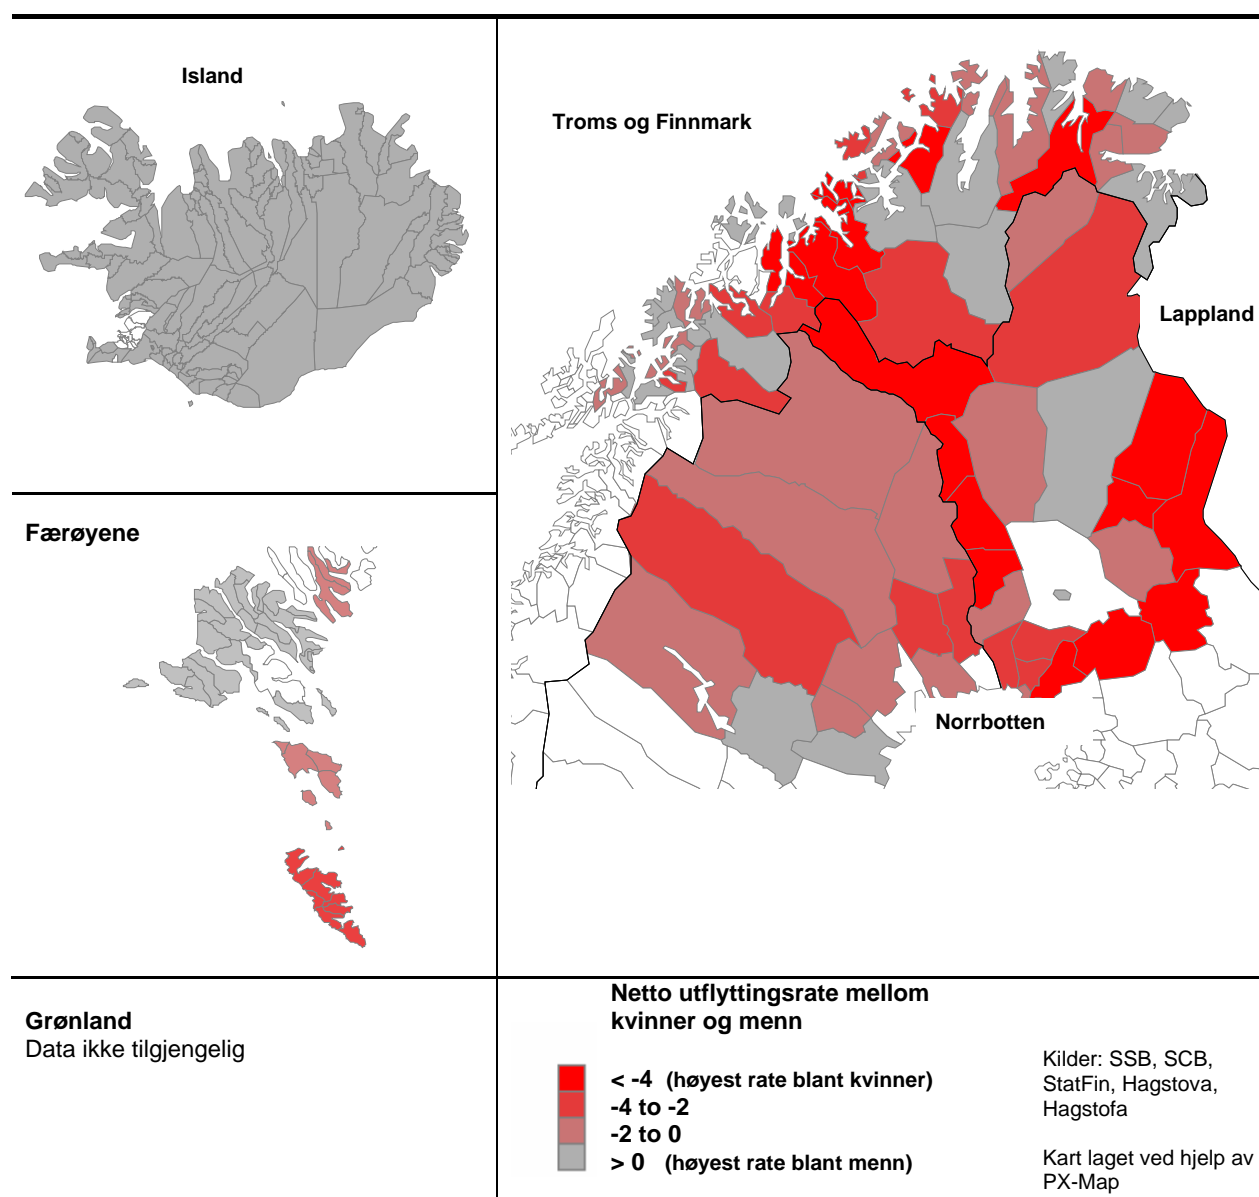 Island
Troms og Finnmark
Lappland
Færøyene
Norrbotten
Grønland
Data ikke tilgjengelig
Netto utflyttingsrate mellom
kvinner og menn
< -4 (høyest rate blant kvinner)
-4 to -2
-2 to 0
> 0 (høyest rate blant menn)
Kilder: SSB, SCB,
StatFin, Hagstova,
Hagstofa
Kart laget ved hjelp av
PX-Map